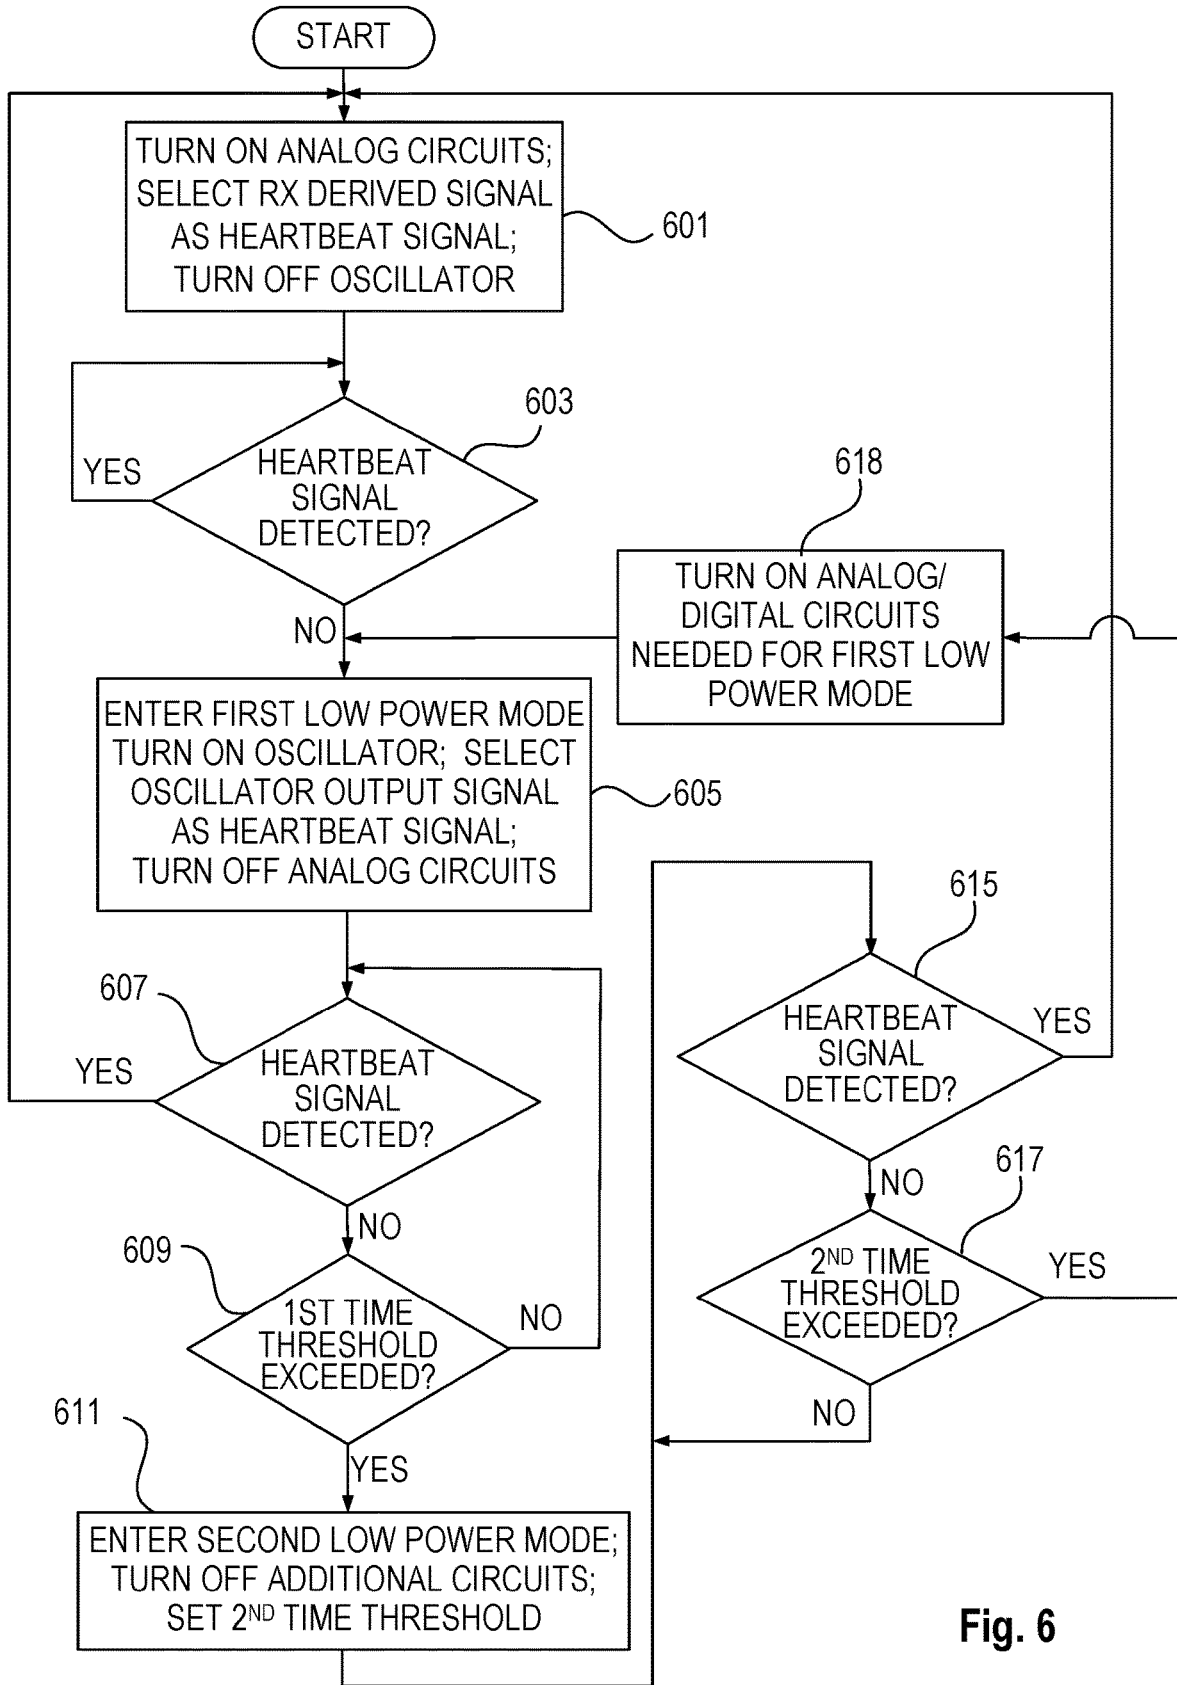 START
TURN ON ANALOG CIRCUITS;
SELECT RX DERIVED SIGNAL
AS HEARTBEAT SIGNAL;
TURN OFF OSCILLATOR
601
603
HEARTBEAT
SIGNAL
DETECTED?
YES
NO
618
TURN ON ANALOG/
DIGITAL CIRCUITS
NEEDED FOR FIRST LOW
POWER MODE
ENTER FIRST LOW POWER MODE
TURN ON OSCILLATOR; SELECT
OSCILLATOR OUTPUT SIGNAL
AS HEARTBEAT SIGNAL;
TURN OFF ANALOG CIRCUITS
605
607
HEARTBEAT
SIGNAL
DETECTED?
YES
NO
609
1ST TIME
THRESHOLD
EXCEEDED?
NO
YES
611
ENTER SECOND LOW POWER MODE;
TURN OFF ADDITIONAL CIRCUITS;
SET 2ND TIME THRESHOLD
615
HEARTBEAT
SIGNAL
DETECTED?
YES
NO
617
2ND TIME
THRESHOLD
EXCEEDED?
YES
NO
Fig. 6